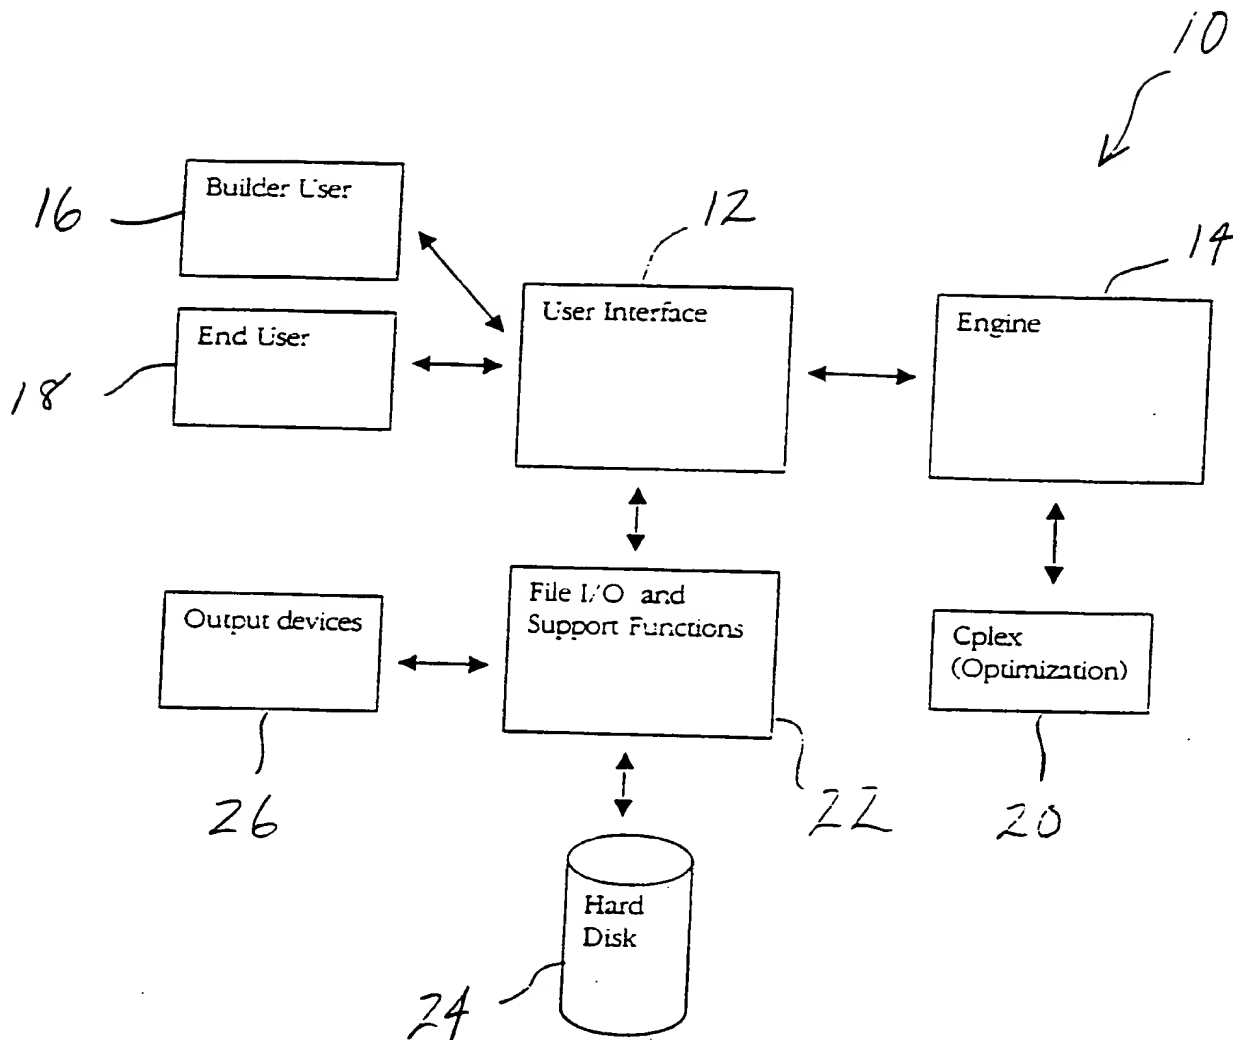 10
Builder User
16
12
14
User Interface
Engine
End User
18
File I/O and
Support Functions
Output devices
Cplex
(Optimization)
26
22
20
Hard
Disk
24